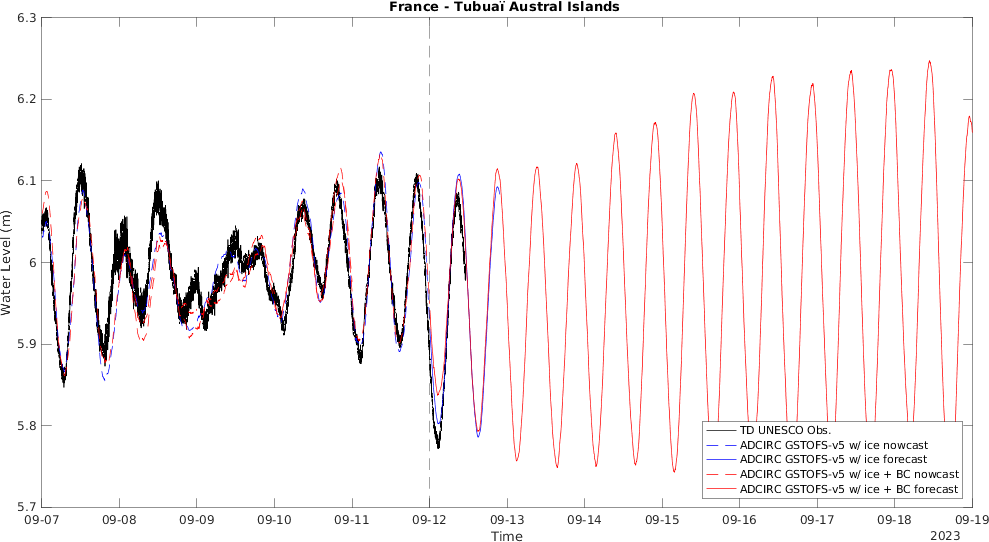 France - Tubuaï Austral Islands
6.3
6.2
6.1
6
5.9
5.8
5.7
Water Level (m)
TD UNESCO Obs.
ADCIRC GSTOFS-v5 w/ ice nowcast
ADCIRC GSTOFS-v5 w/ ice forecast
ADCIRC GSTOFS-v5 w/ ice + BC nowcast
ADCIRC GSTOFS-v5 w/ ice + BC forecast
09-07 09-08 09-09 09-10 09-11 09-12 09-13 09-14 09-15 09-16 09-17 09-18 09-19
Time
2023